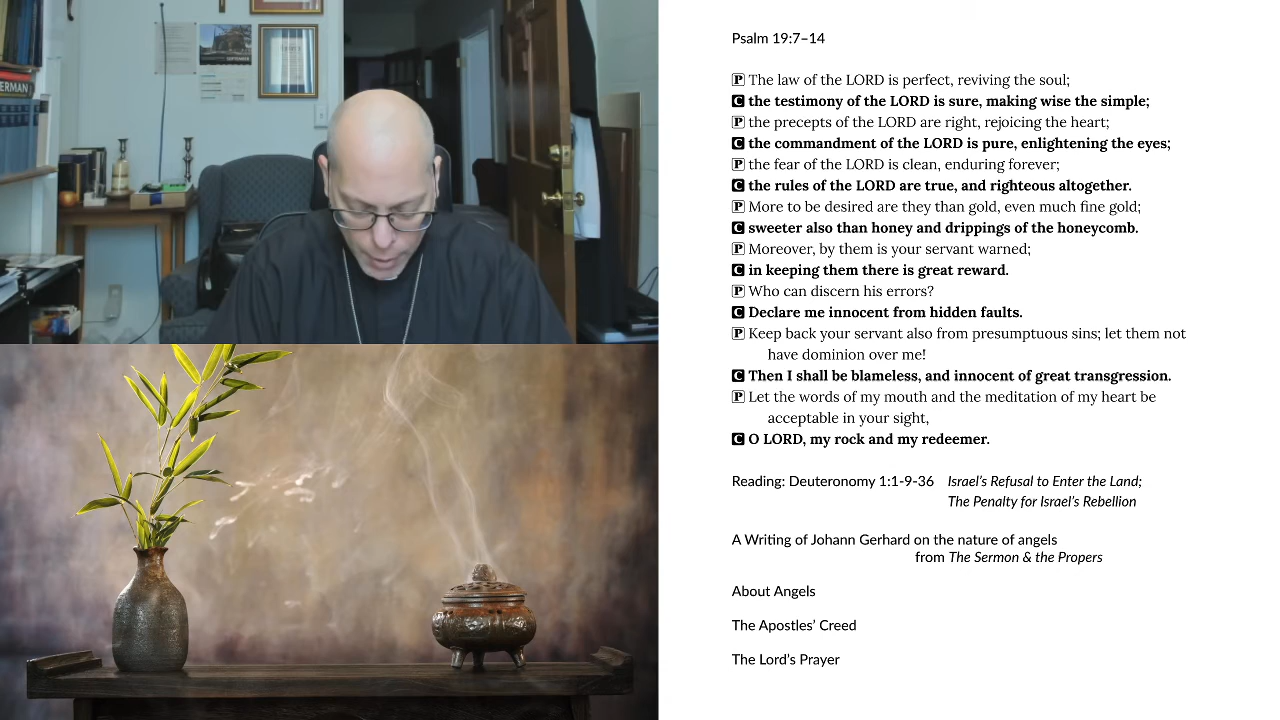 ERMAN
SEPTEMBER
Psalm 19:7–14
P The law of the LORD is perfect, reviving the soul;
C the testimony of the LORD is sure, making wise the simple;
P the precepts of the LORD are right, rejoicing the heart;
C the commandment of the LORD is pure, enlightening the eyes;
P the fear of the LORD is clean, enduring forever;
C the rules of the LORD are true, and righteous altogether.
P More to be desired are they than gold, even much fine gold;
C sweeter also than honey and drippings of the honeycomb.
P Moreover, by them is your servant warned;
C in keeping them there is great reward.
P Who can discern his errors?
C Declare me innocent from hidden faults.
P Keep back your servant also from presumptuous sins; let them not
have dominion over me!
C Then I shall be blameless, and innocent of great transgression.
P Let the words of my mouth and the meditation of my heart be
acceptable in your sight,
C O LORD, my rock and my redeemer.
Reading: Deuteronomy 1:1-9-36 Israel's Refusal to Enter the Land;
The Penalty for Israel's Rebellion
A Writing of Johann Gerhard on the nature of angels
from The Sermon & the Propers
About Angels
The Apostles' Creed
The Lord's Prayer